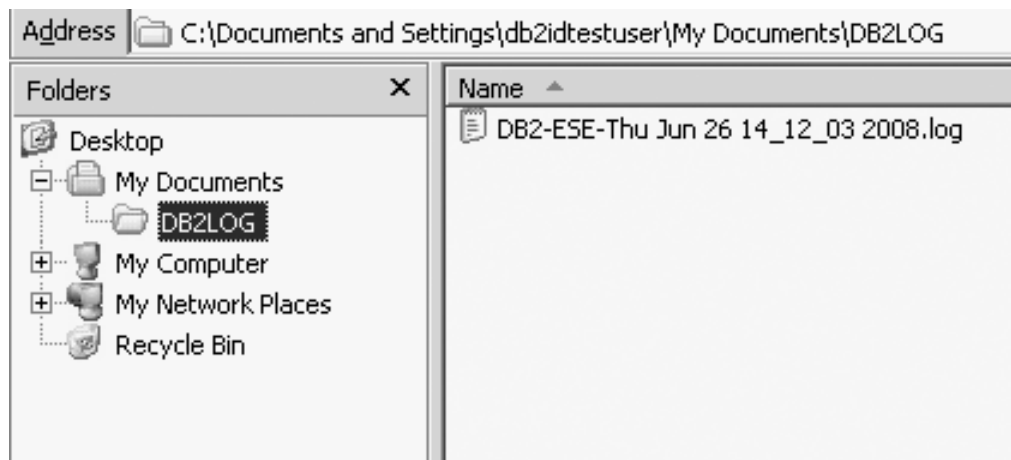 Address C:\Documents and Settings\db2idtestuser\My Documents\DB2LOG
Folders
Desktop
My Documents
DB2LOG
My Computer
My Network Places
Recycle Bin
Name
DB2-ESE-Thu Jun 26 14_12_03 2008.log